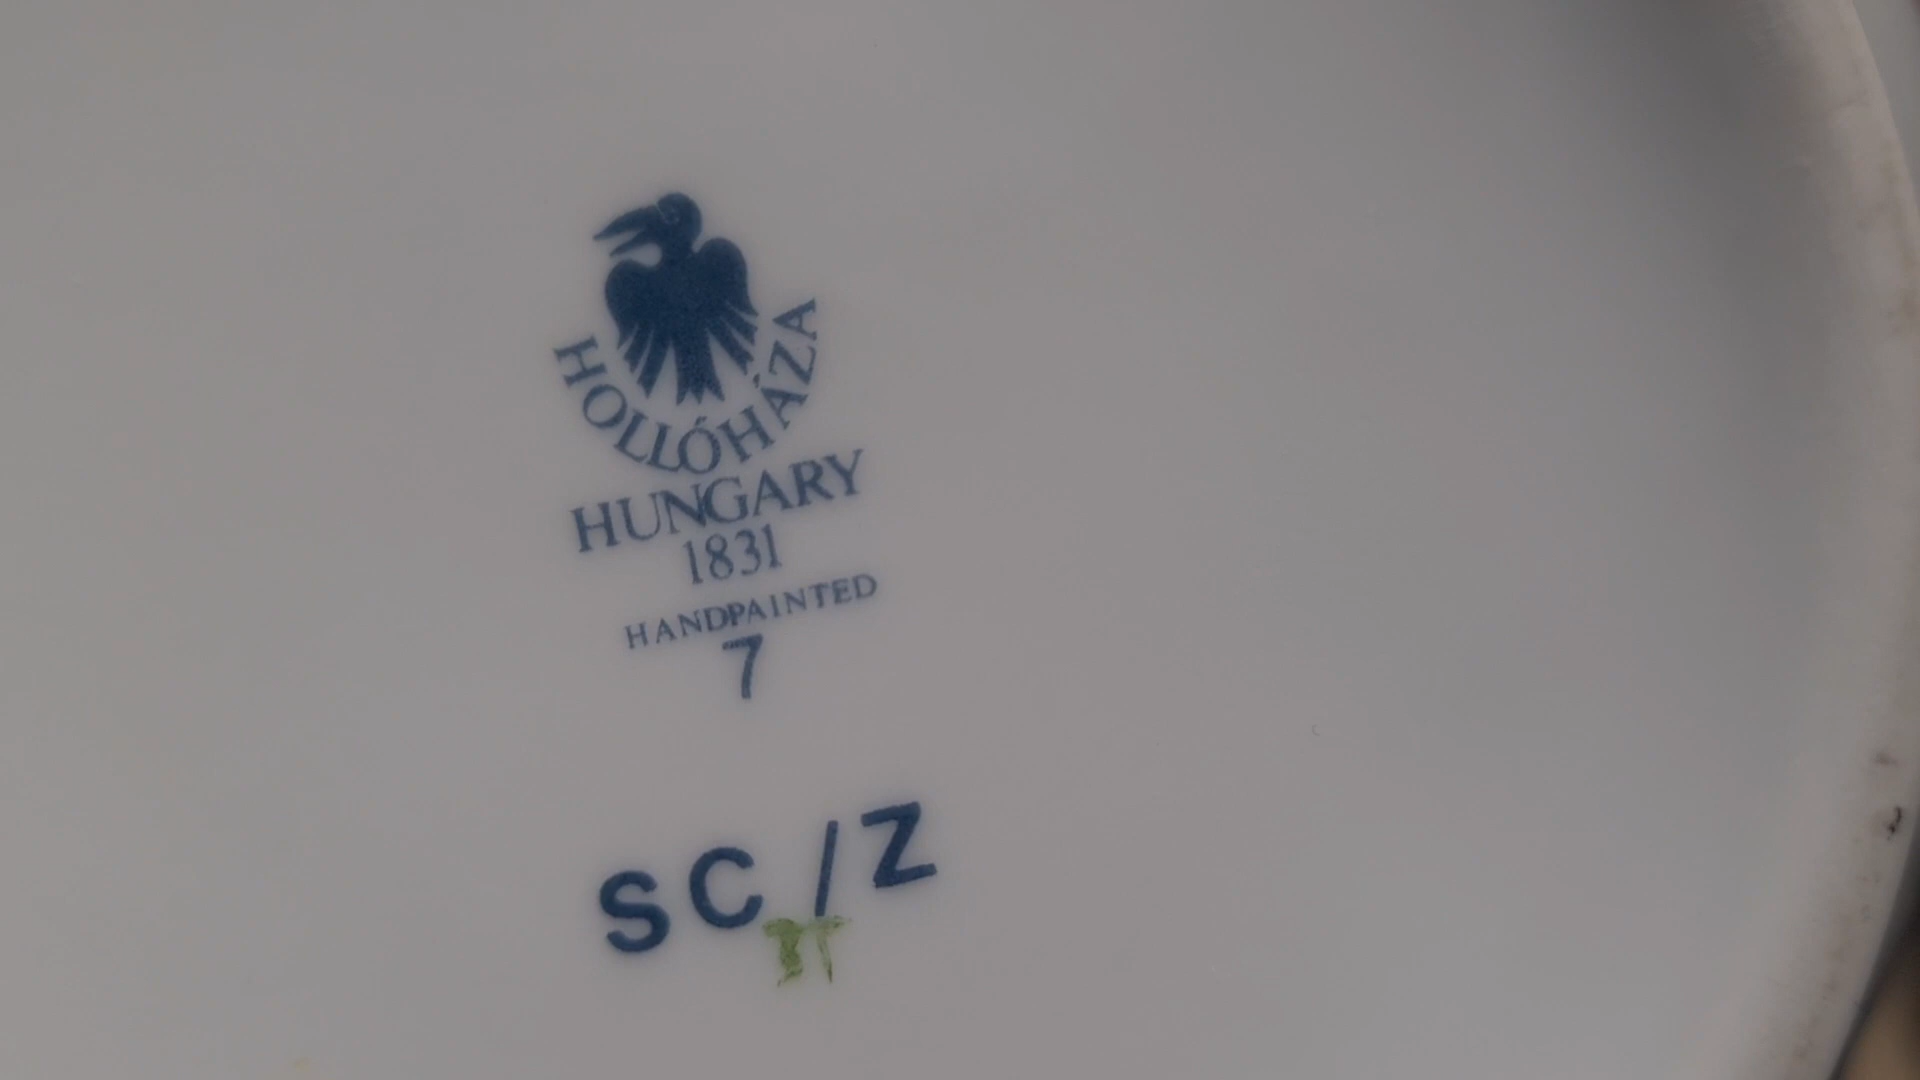 HOLLÓHÁZA
HUNGARY
1831
HANDPAINTED
7
SC/Z